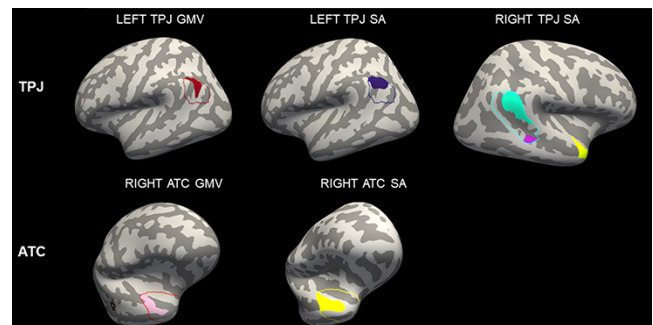 LEFT TPJ GMV
LEFT TPJ SA
RIGHT TPJ SA
TPJ
RIGHT ATC GMV
RIGHT ATC SA
ATC